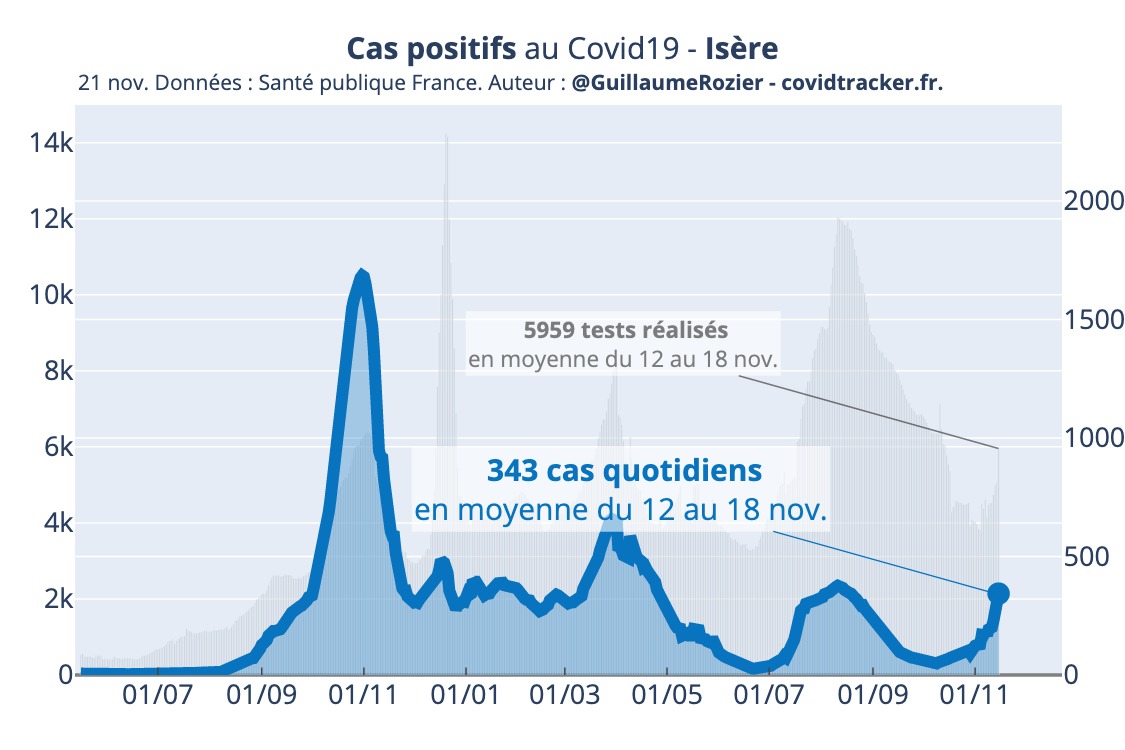 Cas positifs au Covid19 - Isère
21 nov. Données : Santé publique France. Auteur : @GuillaumeRozier - covidtracker.fr.
14k
12k
10k
8k
6k
4k
2k
0
2000
1500
1000
500
0
5959 tests réalisés
en moyenne du 12 au 18 nov.
343 cas quotidiens
en moyenne du 12 au 18 nov.
01/07 01/09 01/11 01/01 01/03 01/05 01/07 01/09 01/11